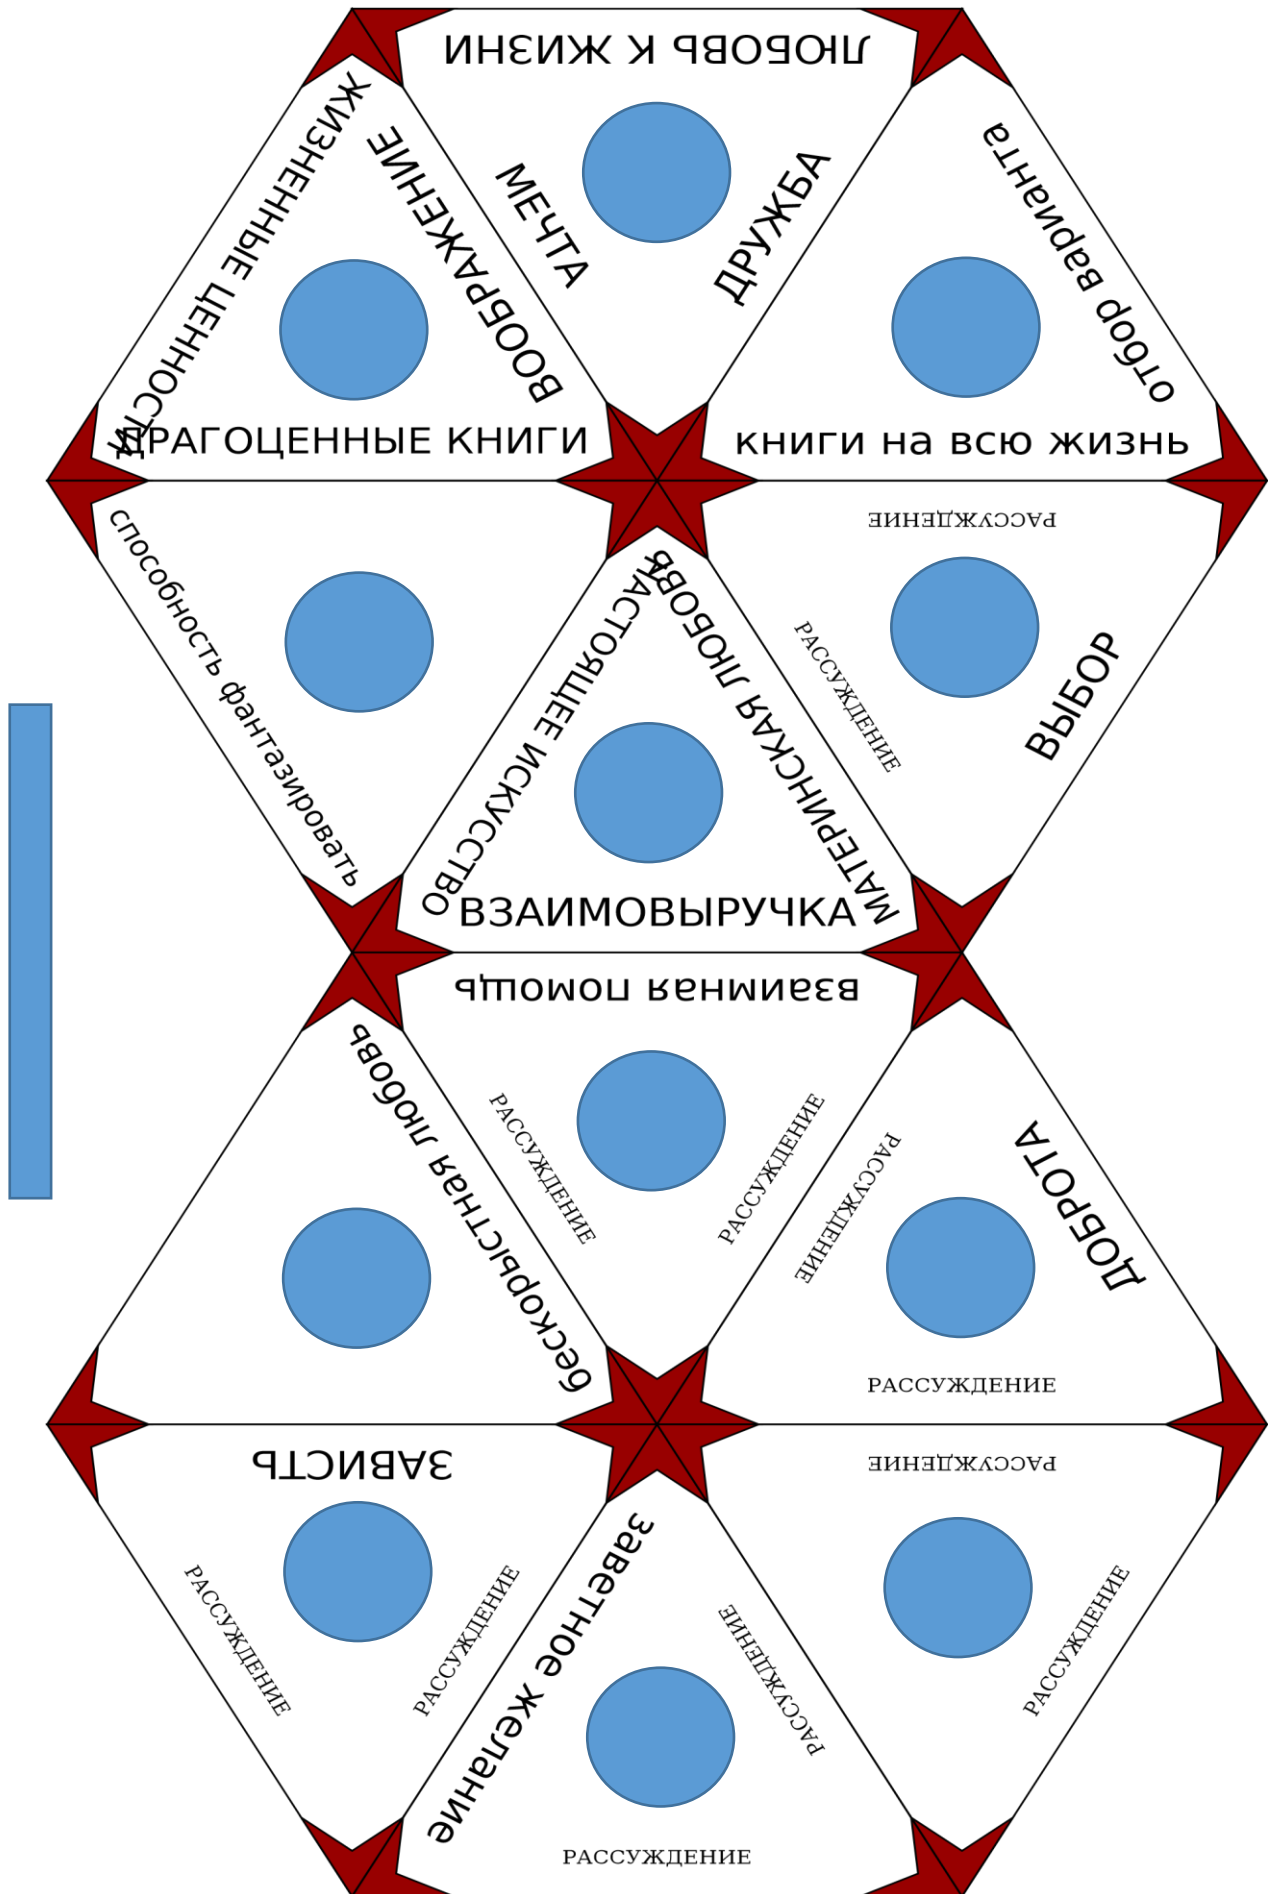 ЛЮБОВЬ К ЖИЗНИ
ЖИЗНЕННЫЕ ЦЕННОСТИ
ВООБРАЖЕНИЕ
МЕЧТА
ДРУЖБА
отбор варианта
ДРАГОЦЕННЫЕ КНИГИ
книги на всю жизнь
способность фантазировать
НАСТОЯЩЕЕ ИСКУССТВО
МАТЕРИНСКАЯ ЛЮБОВЬ
РАССУЖДЕНИЕ
РАССУЖДЕНИЕ
ВЫБОР
ВЗАИМОВЫРУЧКА
взаимная помощь
бескорыстная любовь
РАССУЖДЕНИЕ
РАССУЖДЕНИЕ
РАССУЖДЕНИЕ
ДОБРОТА
РАССУЖДЕНИЕ
ЗАВИСТЬ
РАССУЖДЕНИЕ
РАССУЖДЕНИЕ
РАССУЖДЕНИЕ
заветное желание
РАССУЖДЕНИЕ
РАССУЖДЕНИЕ
РАССУЖДЕНИЕ